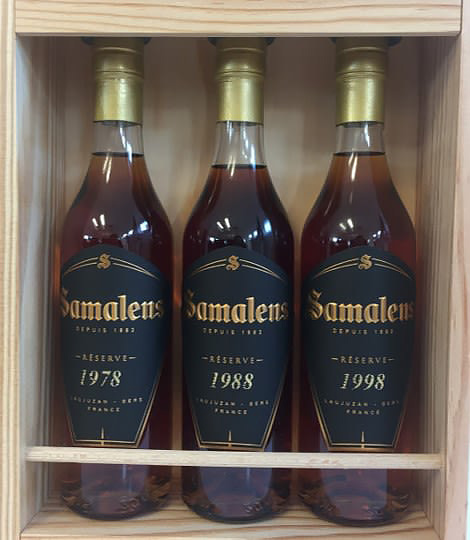 S
Samalens
DEPUIS 1882
RÉSERVE
1978
LAUJUZAN - GERS
FRANCE
S
Samalens
DEPUIS 1882
RÉSERVE
1988
LAUJUZAN - GERS
FRANCE
S
Samalens
DEPUIS 1882
RÉSERVE
1998
LAUJUZAN - GERS
FRANCE